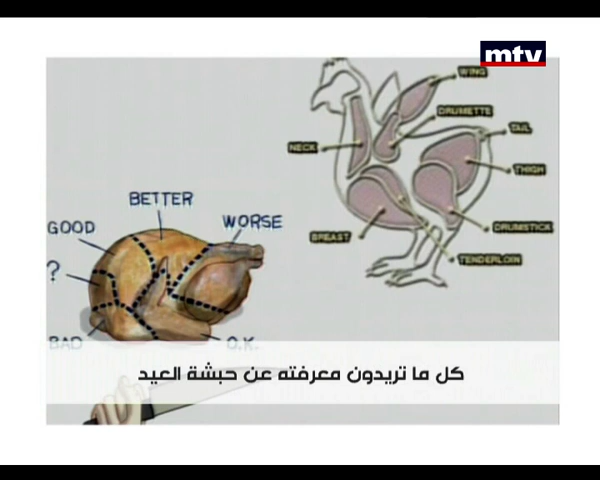 mtv
WING
DRUMETTE
TAIL
NECK
THIGH
BREAST
DRUMSTICK
TENDERLOIN
BETTER
GOOD
WORSE
?
BAD
O.K.
كل ما تريدون معرفته عن حبشة العيد